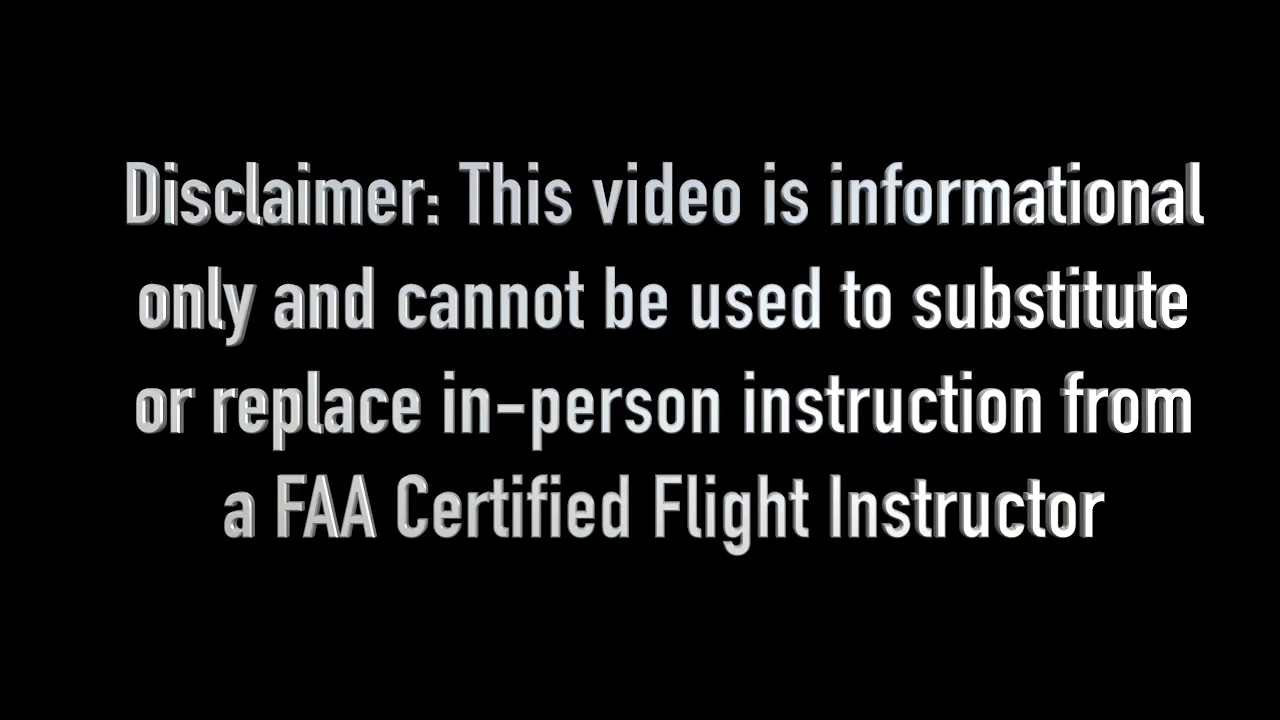 Disclaimer: This video is informational
only and cannot be used to substitute
or replace in-person instruction from
a FAA Certified Flight Instructor